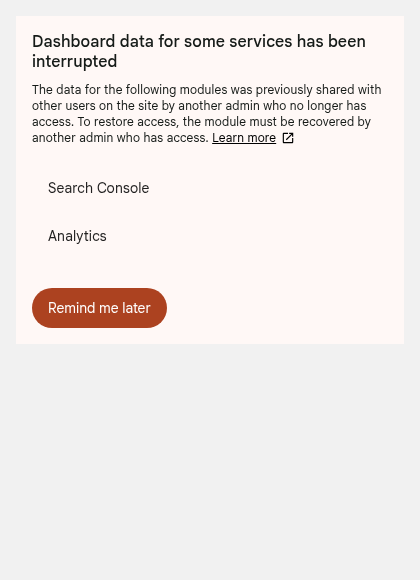 Dashboard data for some services has been
interrupted
The data for the following modules was previously shared with
other users on the site by another admin who no longer has
access. To restore access, the module must be recovered by
another admin who has access. Learn more
Search Console
Analytics
Remind me later